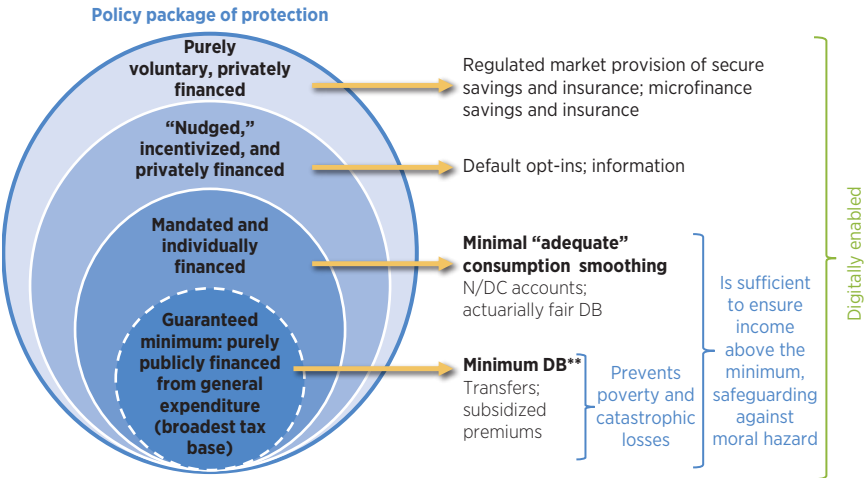 Policy package of protection
Purely
voluntary, privately
financed
Regulated market provision of secure
savings and insurance; microfinance
savings and insurance
“Nudged,”
incentivized, and
privately financed
Default opt-ins; information
Mandated and
individually
financed
Minimal “adequate”
consumption smoothing
N/DC accounts;
actuarially fair DB
Guaranteed
minimum: purely
publicly financed
from general
expenditure
(broadest tax
base)
Minimum DB**
Transfers;
subsidized
premiums
Prevents
poverty and
catastrophic
losses
Is sufficient
to ensure
income
above the
minimum,
safeguarding
against
moral hazard
Digitally enabled